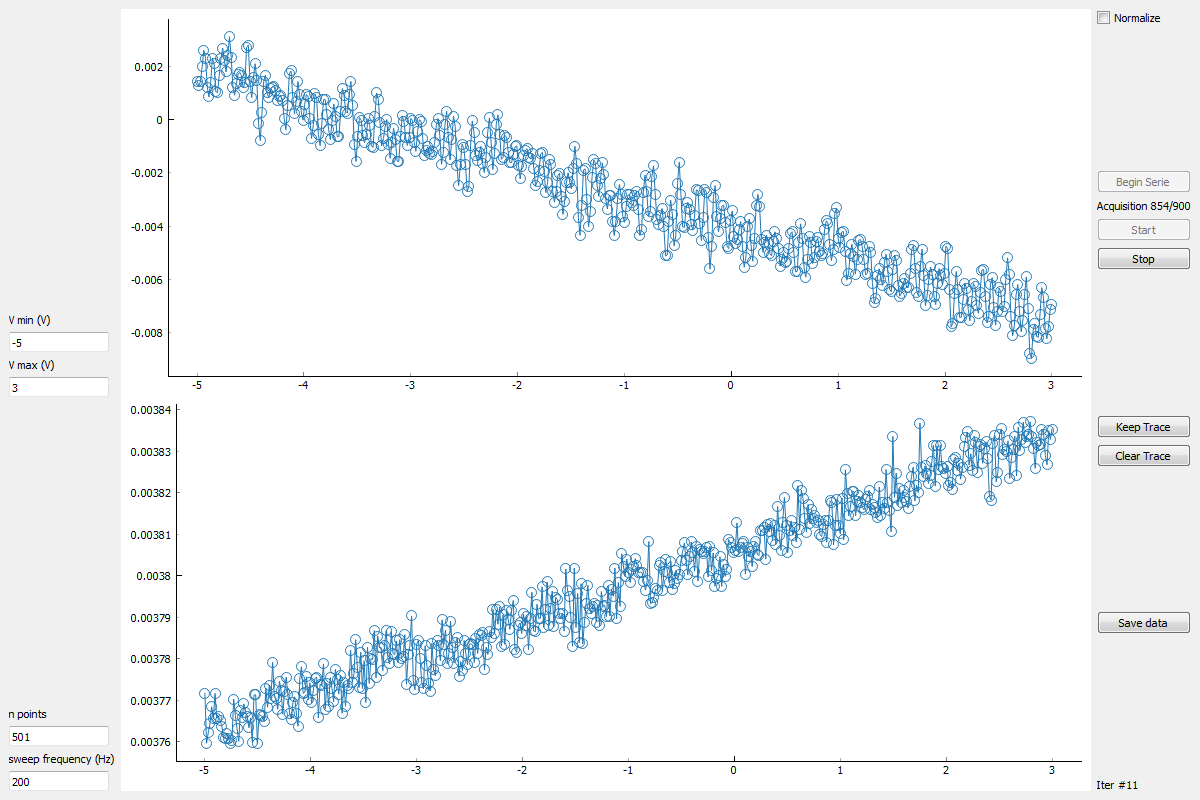 Normalize
0.002
0
-0.002
-0.004
-0.006
-0.008
-5 -4 -3 -2 -1 0 1 2 3
Begin Serie
Acquisition 854/900
Start
Stop
V min (V)
-5
V max (V)
3
0.00384
0.00383
0.00382
0.00381
0.0038
0.00379
0.00378
0.00377
0.00376
-5 -4 -3 -2 -1 0 1 2 3
Keep Trace
Clear Trace
Save data
n points
501
sweep frequency (Hz)
200
Iter #11